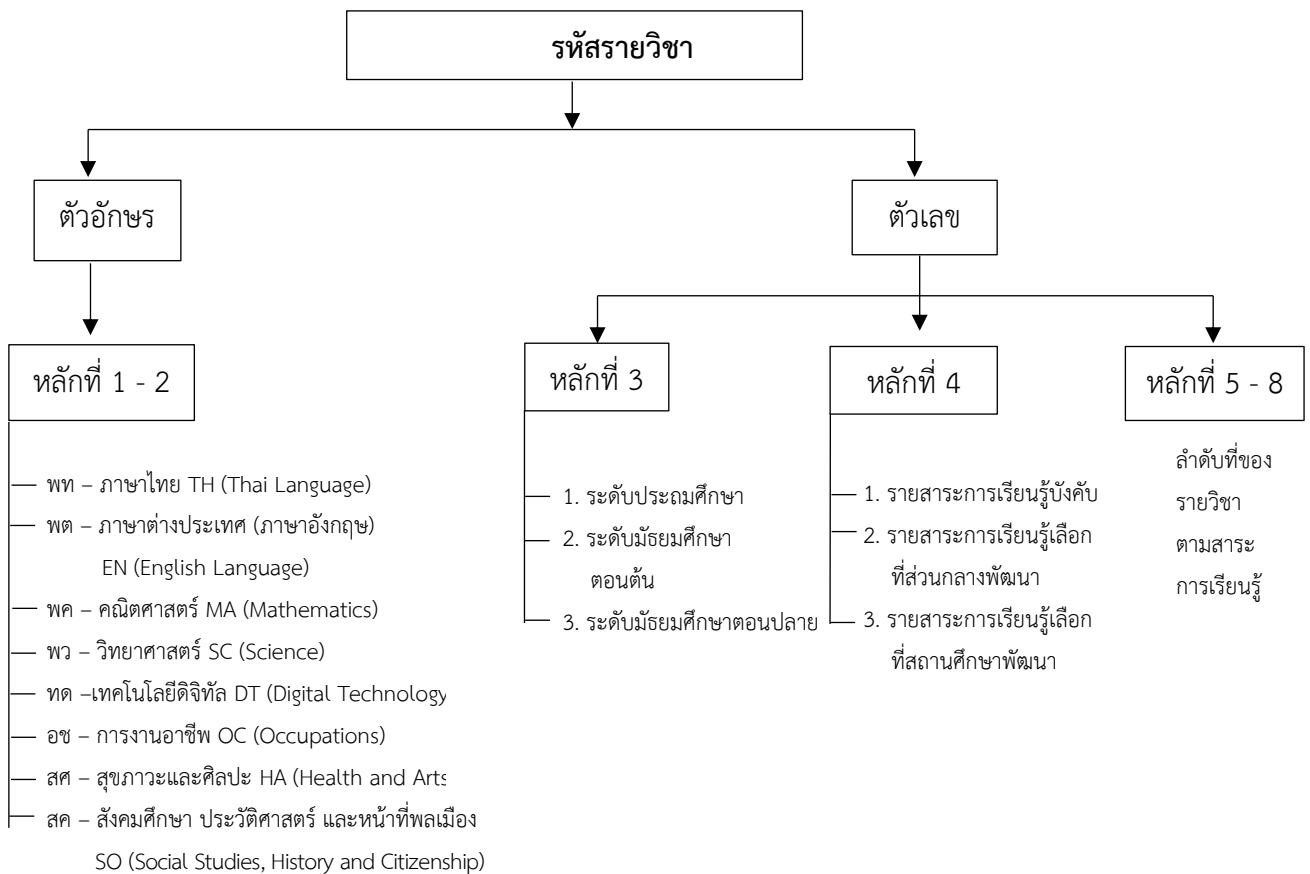 รหัสรายวิชา
ตัวอักษร
ตัวเลข
หลักที่ 1 - 2
หลักที่ 3
หลักที่ 4
หลักที่ 5 - 8
พท – ภาษาไทย TH (Thai Language)
พต – ภาษาต่างประเทศ (ภาษาอังกฤษ)
EN (English Language)
พค – คณิตศาสตร์ MA (Mathematics)
พว – วิทยาศาสตร์ SC (Science)
ทด –เทคโนโลยีดิจิทัล DT (Digital Technology
อช – การงานอาชีพ OC (Occupations)
สศ – สุขภาวะและศิลปะ HA (Health and Arts
สค – สังคมศึกษา ประวัติศาสตร์ และหน้าที่พลเมือง
SO (Social Studies, History and Citizenship)
1. ระดับประถมศึกษา
2. ระดับมัธยมศึกษา
ตอนต้น
3. ระดับมัธยมศึกษาตอนปลาย
1. รายสาระการเรียนรู้บังคับ
2. รายสาระการเรียนรู้เลือก
ที่ส่วนกลางพัฒนา
3. รายสาระการเรียนรู้เลือก
ที่สถานศึกษาพัฒนา
ลำดับที่ของ
รายวิชา
ตามสาระ
การเรียนรู้